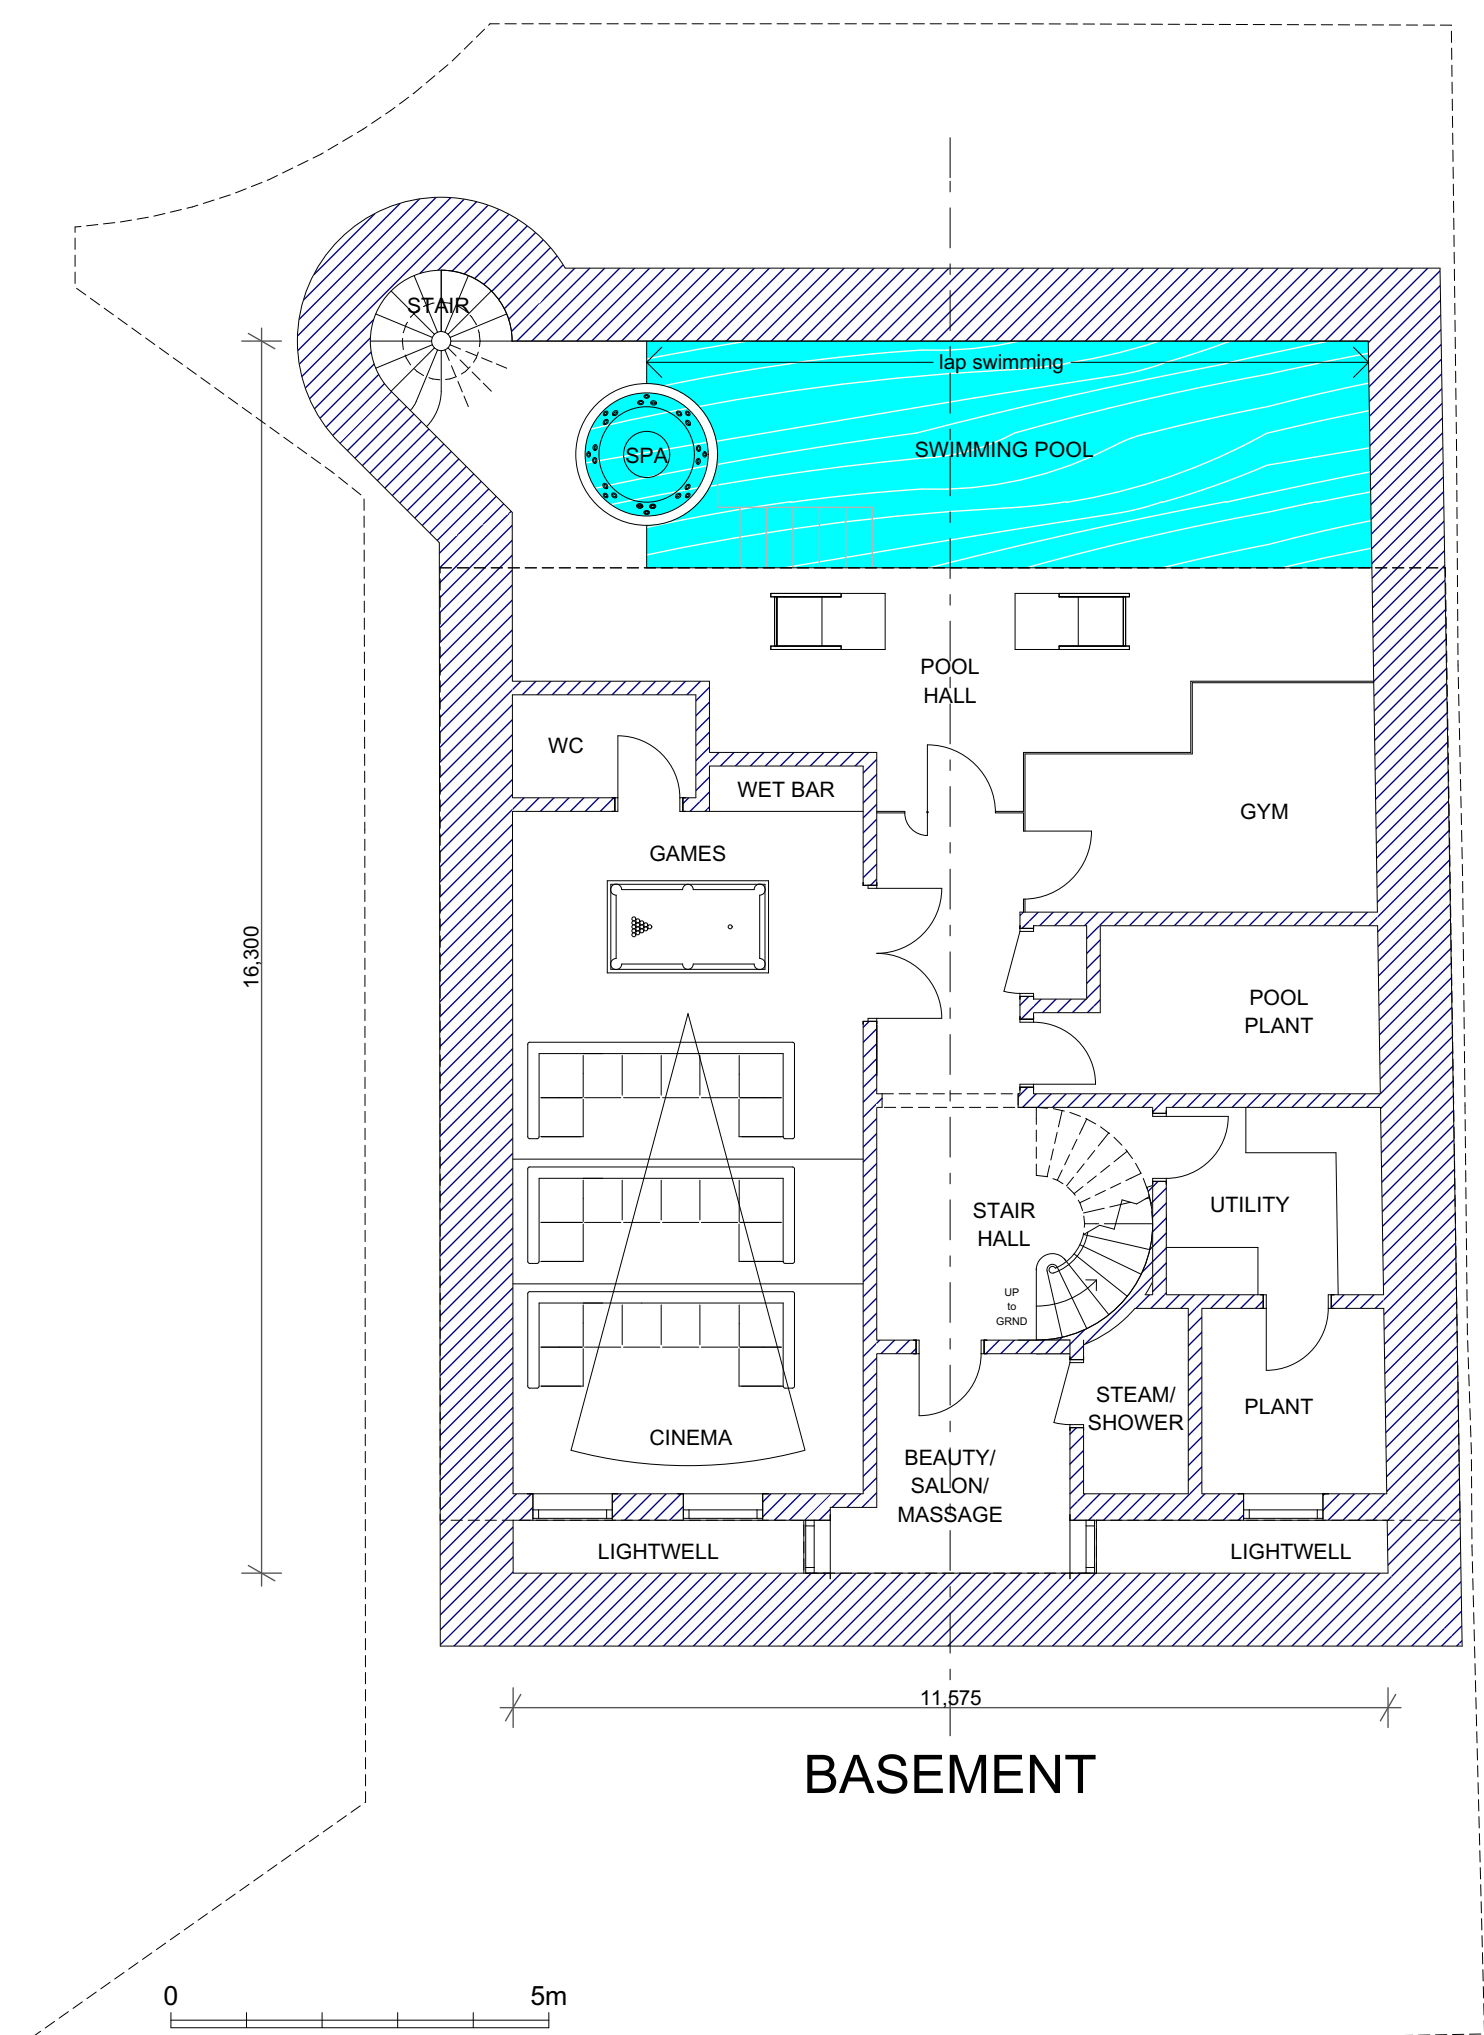 STAIR
lap swimming
SWIMMING POOL
SPA
POOL
HALL
WC
WET BAR
GYM
GAMES
16,300
POOL
PLANT
STAIR
HALL
UTILITY
UP
to
GRND
STEAM/
SHOWER
PLANT
CINEMA
BEAUTY/
SALON/
MASSAGE
LIGHTWELL
LIGHTWELL
11,575
BASEMENT
0
5m